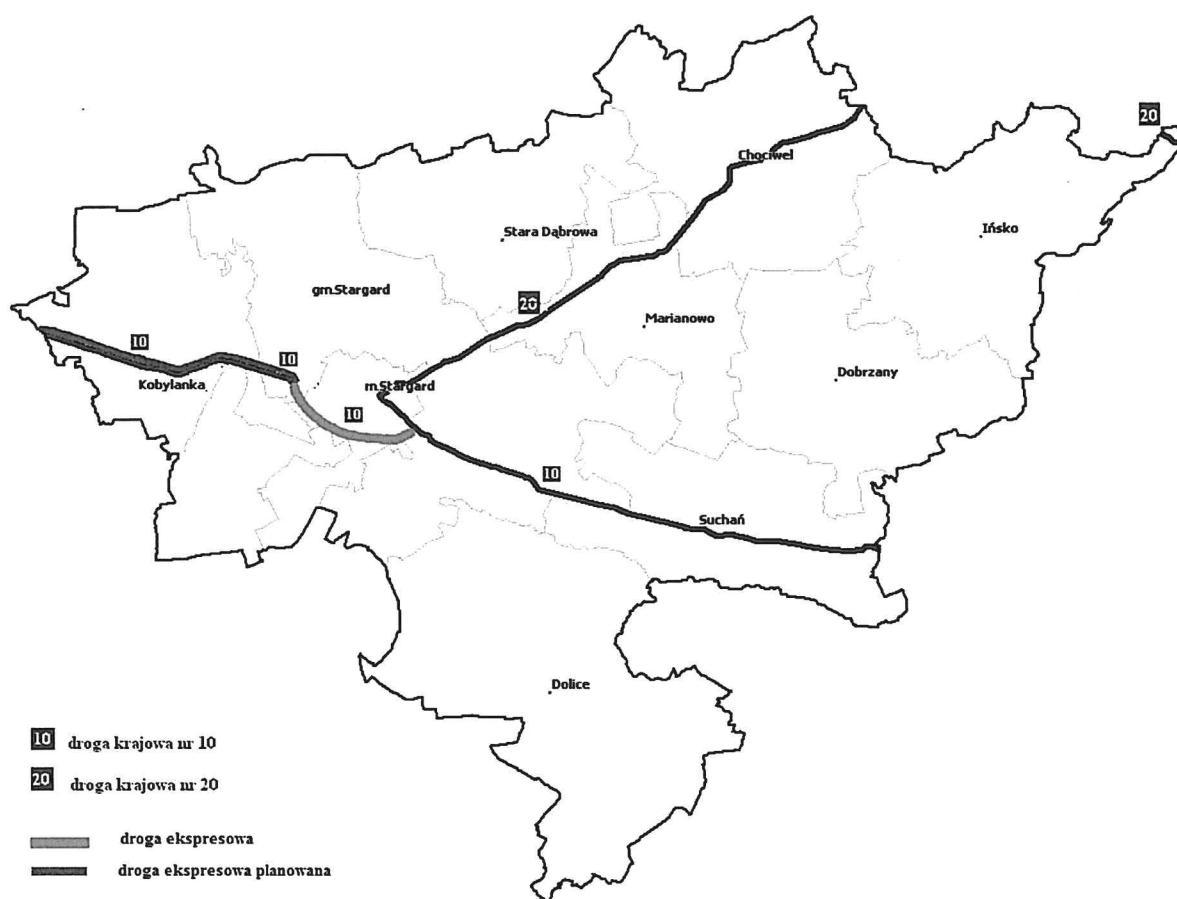 20
Chociwel
Ińsko
Stara Dąbrowa
gm.Stargard
20
Marianowo
10
10
Kobylanka
Dobrzany
m.Stargard
10
10
Suchań
Dolice
10 droga krajowa nr 10
20 droga krajowa nr 20
droga ekspresowa
droga ekspresowa planowana